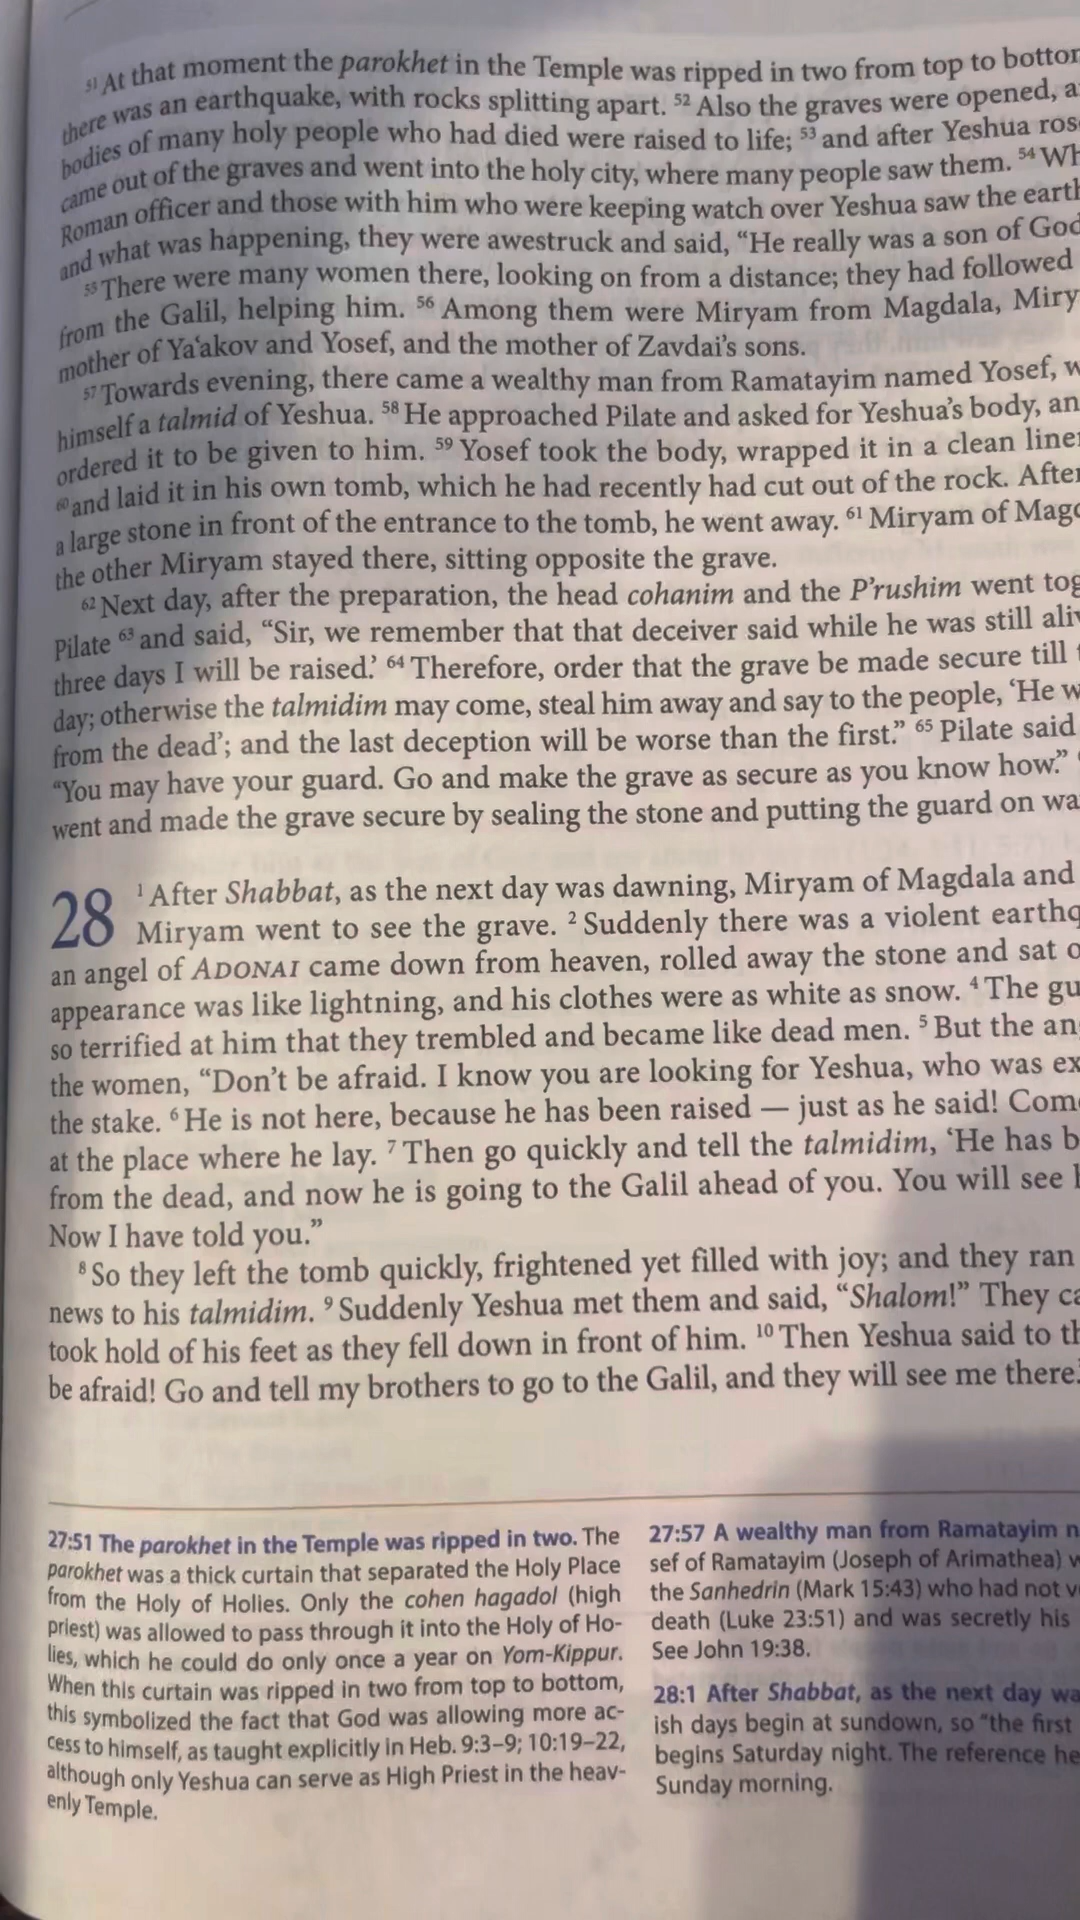 ⁵¹ At that moment the parokhet in the Temple was ripped in two from top to
there was an earthquake, with rocks splitting apart. ⁵² Also the graves were opened,
bodies of many holy people who had died were raised to life; ⁵³ and after Yeshua
came out of the graves and went into the holy city, where many people saw them. ⁵⁴
Roman officer and those with him who were keeping watch over Yeshua saw the
and what was happening, they were awestruck and said, “He really was a son of God
⁵⁵ There were many women there, looking on from a distance; they had followed
from the Galil, helping him. ⁵⁶ Among them were Miryam from Magdala,
mother of Ya‘akov and Yosef, and the mother of Zavdai’s sons.
⁵⁷ Towards evening, there came a wealthy man from Ramatayim named Yosef,
himself a talmid of Yeshua. ⁵⁸ He approached Pilate and asked for Yeshua’s body,
ordered it to be given to him. ⁵⁹ Yosef took the body, wrapped it in a clean
⁶⁰ and laid it in his own tomb, which he had recently had cut out of the rock. After
a large stone in front of the entrance to the tomb, he went away. ⁶¹ Miryam of
the other Miryam stayed there, sitting opposite the grave.
⁶² Next day, after the preparation, the head cohanim and the P’rushim went
Pilate ⁶³ and said, “Sir, we remember that that deceiver said while he was still
three days I will be raised.’ ⁶⁴ Therefore, order that the grave be made secure till
day; otherwise the talmidim may come, steal him away and say to the people, ‘He
from the dead’; and the last deception will be worse than the first.” ⁶⁵ Pilate said
“You may have your guard. Go and make the grave as secure as you know how.”
went and made the grave secure by sealing the stone and putting the guard on
28 ¹ After Shabbat, as the next day was dawning, Miryam of Magdala and
Miryam went to see the grave. ² Suddenly there was a violent
an angel of ADONAI came down from heaven, rolled away the stone and sat
appearance was like lightning, and his clothes were as white as snow. ⁴ The
so terrified at him that they trembled and became like dead men. ⁵ But the
the women, “Don’t be afraid. I know you are looking for Yeshua, who was
the stake. ⁶ He is not here, because he has been raised — just as he said! Come
at the place where he lay. ⁷ Then go quickly and tell the talmidim, ‘He has
from the dead, and now he is going to the Galil ahead of you. You will see
Now I have told you.”
⁸ So they left the tomb quickly, frightened yet filled with joy; and they ran
news to his talmidim. ⁹ Suddenly Yeshua met them and said, “Shalom!” They
took hold of his feet as they fell down in front of him. ¹⁰ Then Yeshua said to
be afraid! Go and tell my brothers to go to the Galil, and they will see me there.
27:51 The parokhet in the Temple was ripped in two. The
parokhet was a thick curtain that separated the Holy Place
from the Holy of Holies. Only the cohen hagadol (high
priest) was allowed to pass through it into the Holy of Ho-
lies, which he could do only once a year on Yom-Kippur.
When this curtain was ripped in two from top to bottom,
this symbolized the fact that God was allowing more ac-
cess to himself, as taught explicitly in Heb. 9:3–9; 10:19–22,
although only Yeshua can serve as High Priest in the heav-
enly Temple.
27:57 A wealthy man from Ramatayim
sef of Ramatayim (Joseph of Arimathea)
the Sanhedrin (Mark 15:43) who had not
death (Luke 23:51) and was secretly his
See John 19:38.
28:1 After Shabbat, as the next day
ish days begin at sundown, so “the first
begins Saturday night. The reference
Sunday morning.